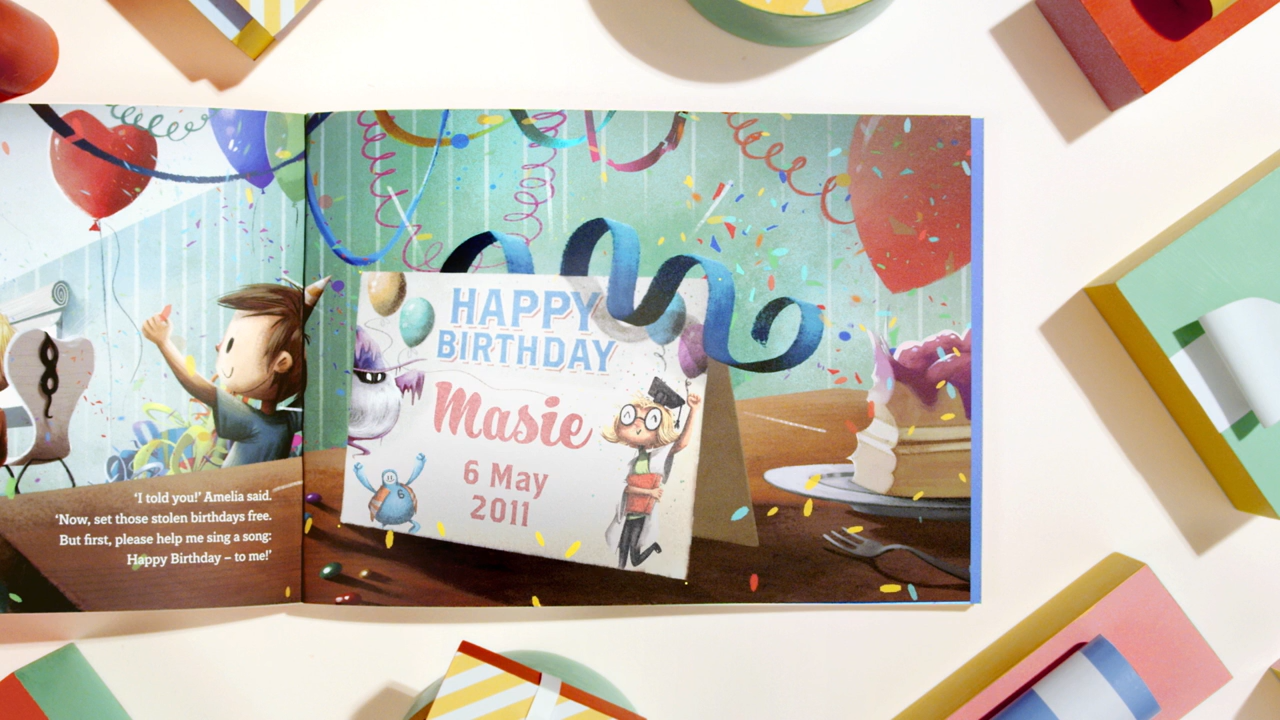 ‘I told you!’ Amelia said.
‘Now, set those stolen birthdays free.
But first, please help me sing a song:
Happy Birthday – to me!’
HAPPY
BIRTHDAY
Masie
6 May
2011
6